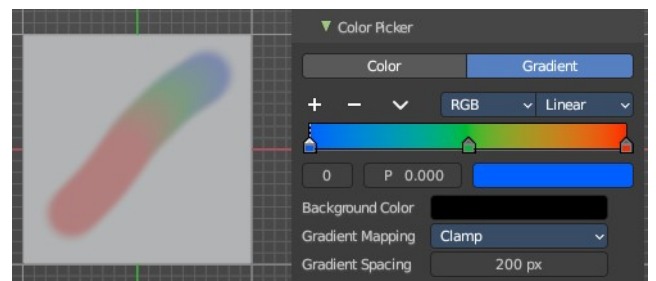 Color Picker
Color Gradient
RGB Linear
0 P 0.000
Background Color
Gradient Mapping Clamp
Gradient Spacing 200 px